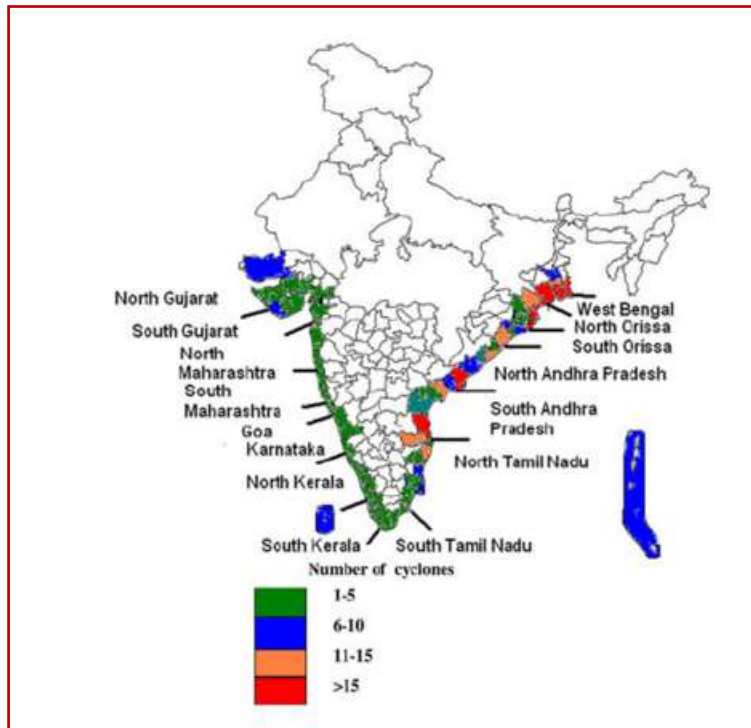 North Gujarat
South Gujarat
North
Maharashtra
South
Maharashtra
Goa
Karnataka
North Kerala
South Kerala
South Tamil Nadu
West Bengal
North Orissa
South Orissa
North Andhra Pradesh
South Andhra
Pradesh
North Tamil Nadu
Number of cyclones
1-5
6-10
11-15
>15